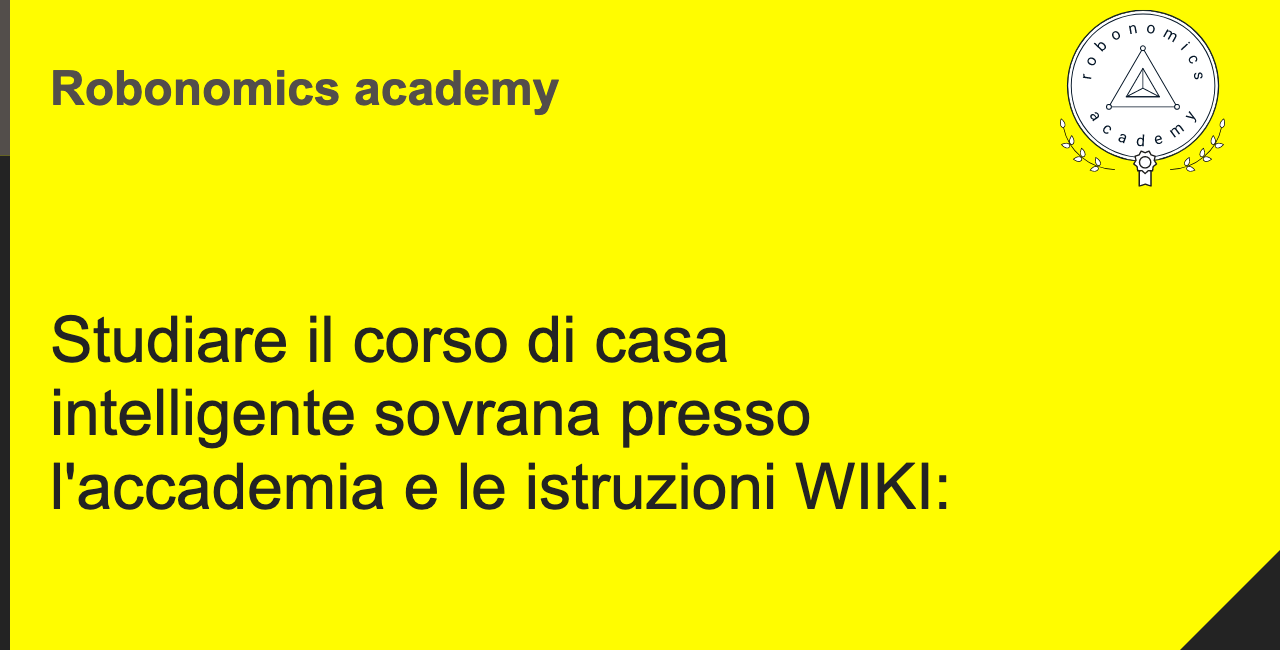 Robonomics academy
robonomics
academy
Studiare il corso di casa
intelligente sovrana presso
l'accademia e le istruzioni WIKI: